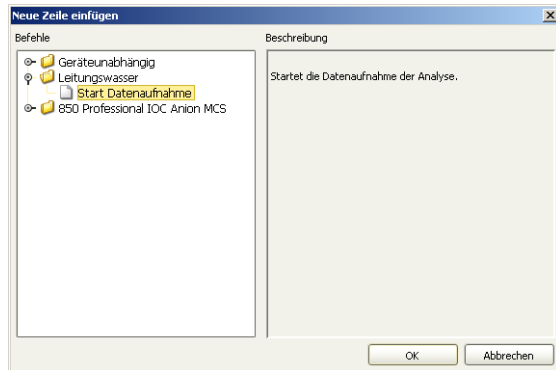 Neue Zeile einfügen
Befehle
Beschreibung
Geräteunabhängig
Leitungswasser
Start Datenaufnahme
850 Professional IOC Anion MCS
Startet die Datenaufnahme der Analyse.
OK
Abbrechen